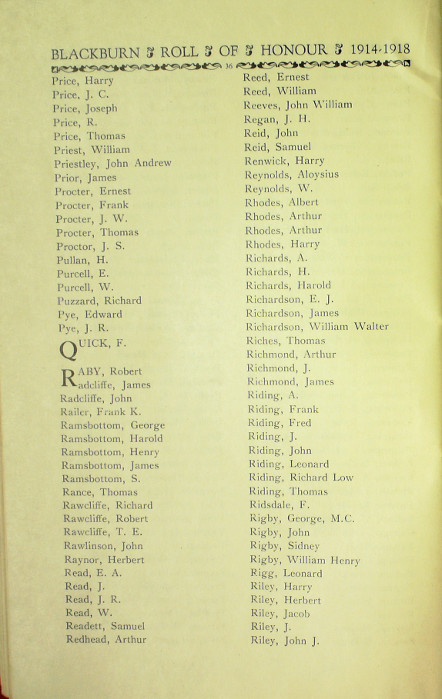 BLACKBURN ROLL OF HONOUR 1914-1918
36
Price, Harry
Price, J. C.
Price, Joseph
Price, R.
Price, Thomas
Priest, William
Priestley, John Andrew
Prior, James
Procter, Ernest
Procter, Frank
Procter, J. W.
Procter, Thomas
Proctor, J. S.
Pullan, H.
Purcell, E.
Purcell, W.
Puzzard, Richard
Pye, Edward
Pye, J. R.
QUICK, F.
RABY, Robert
Radcliffe, James
Radcliffe, John
Railer, Frank K.
Ramsbottom, George
Ramsbottom, Harold
Ramsbottom, Henry
Ramsbottom, James
Ramsbottom, S.
Rance, Thomas
Rawcliffe, Richard
Rawcliffe, Robert
Rawcliffe, T. E.
Rawlinson, John
Raynor, Herbert
Read, E. A.
Read, J.
Read, J. R.
Read, W.
Readett, Samuel
Redhead, Arthur
Reed, Ernest
Reed, William
Reeves, John William
Regan, J. H.
Reid, John
Reid, Samuel
Renwick, Harry
Reynolds, Aloysius
Reynolds, W.
Rhodes, Albert
Rhodes, Arthur
Rhodes, Arthur
Rhodes, Harry
Richards, A.
Richards, H.
Richards, Harold
Richardson, E. J.
Richardson, James
Richardson, William Walter
Riches, Thomas
Richmond, Arthur
Richmond, J.
Richmond, James
Riding, A.
Riding, Frank
Riding, Fred
Riding, J.
Riding, John
Riding, Leonard
Riding, Richard Low
Riding, Thomas
Ridsdale, F.
Rigby, George, M.C.
Rigby, John
Rigby, Sidney
Rigby, William Henry
Rigg, Leonard
Riley, Harry
Riley, Herbert
Riley, Jacob
Riley, J.
Riley, John J.